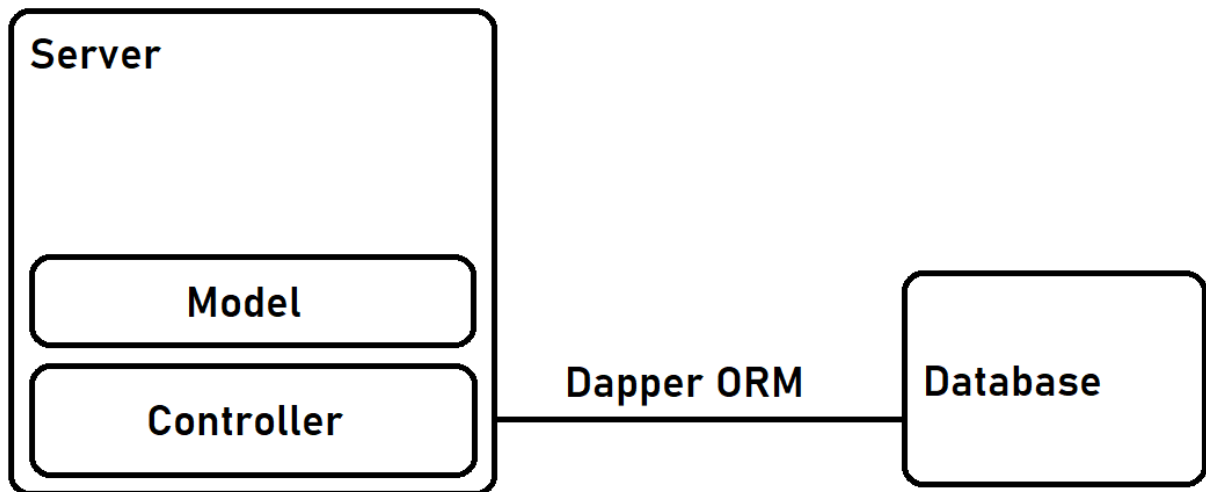 Server
Model
Controller
Dapper ORM
Database